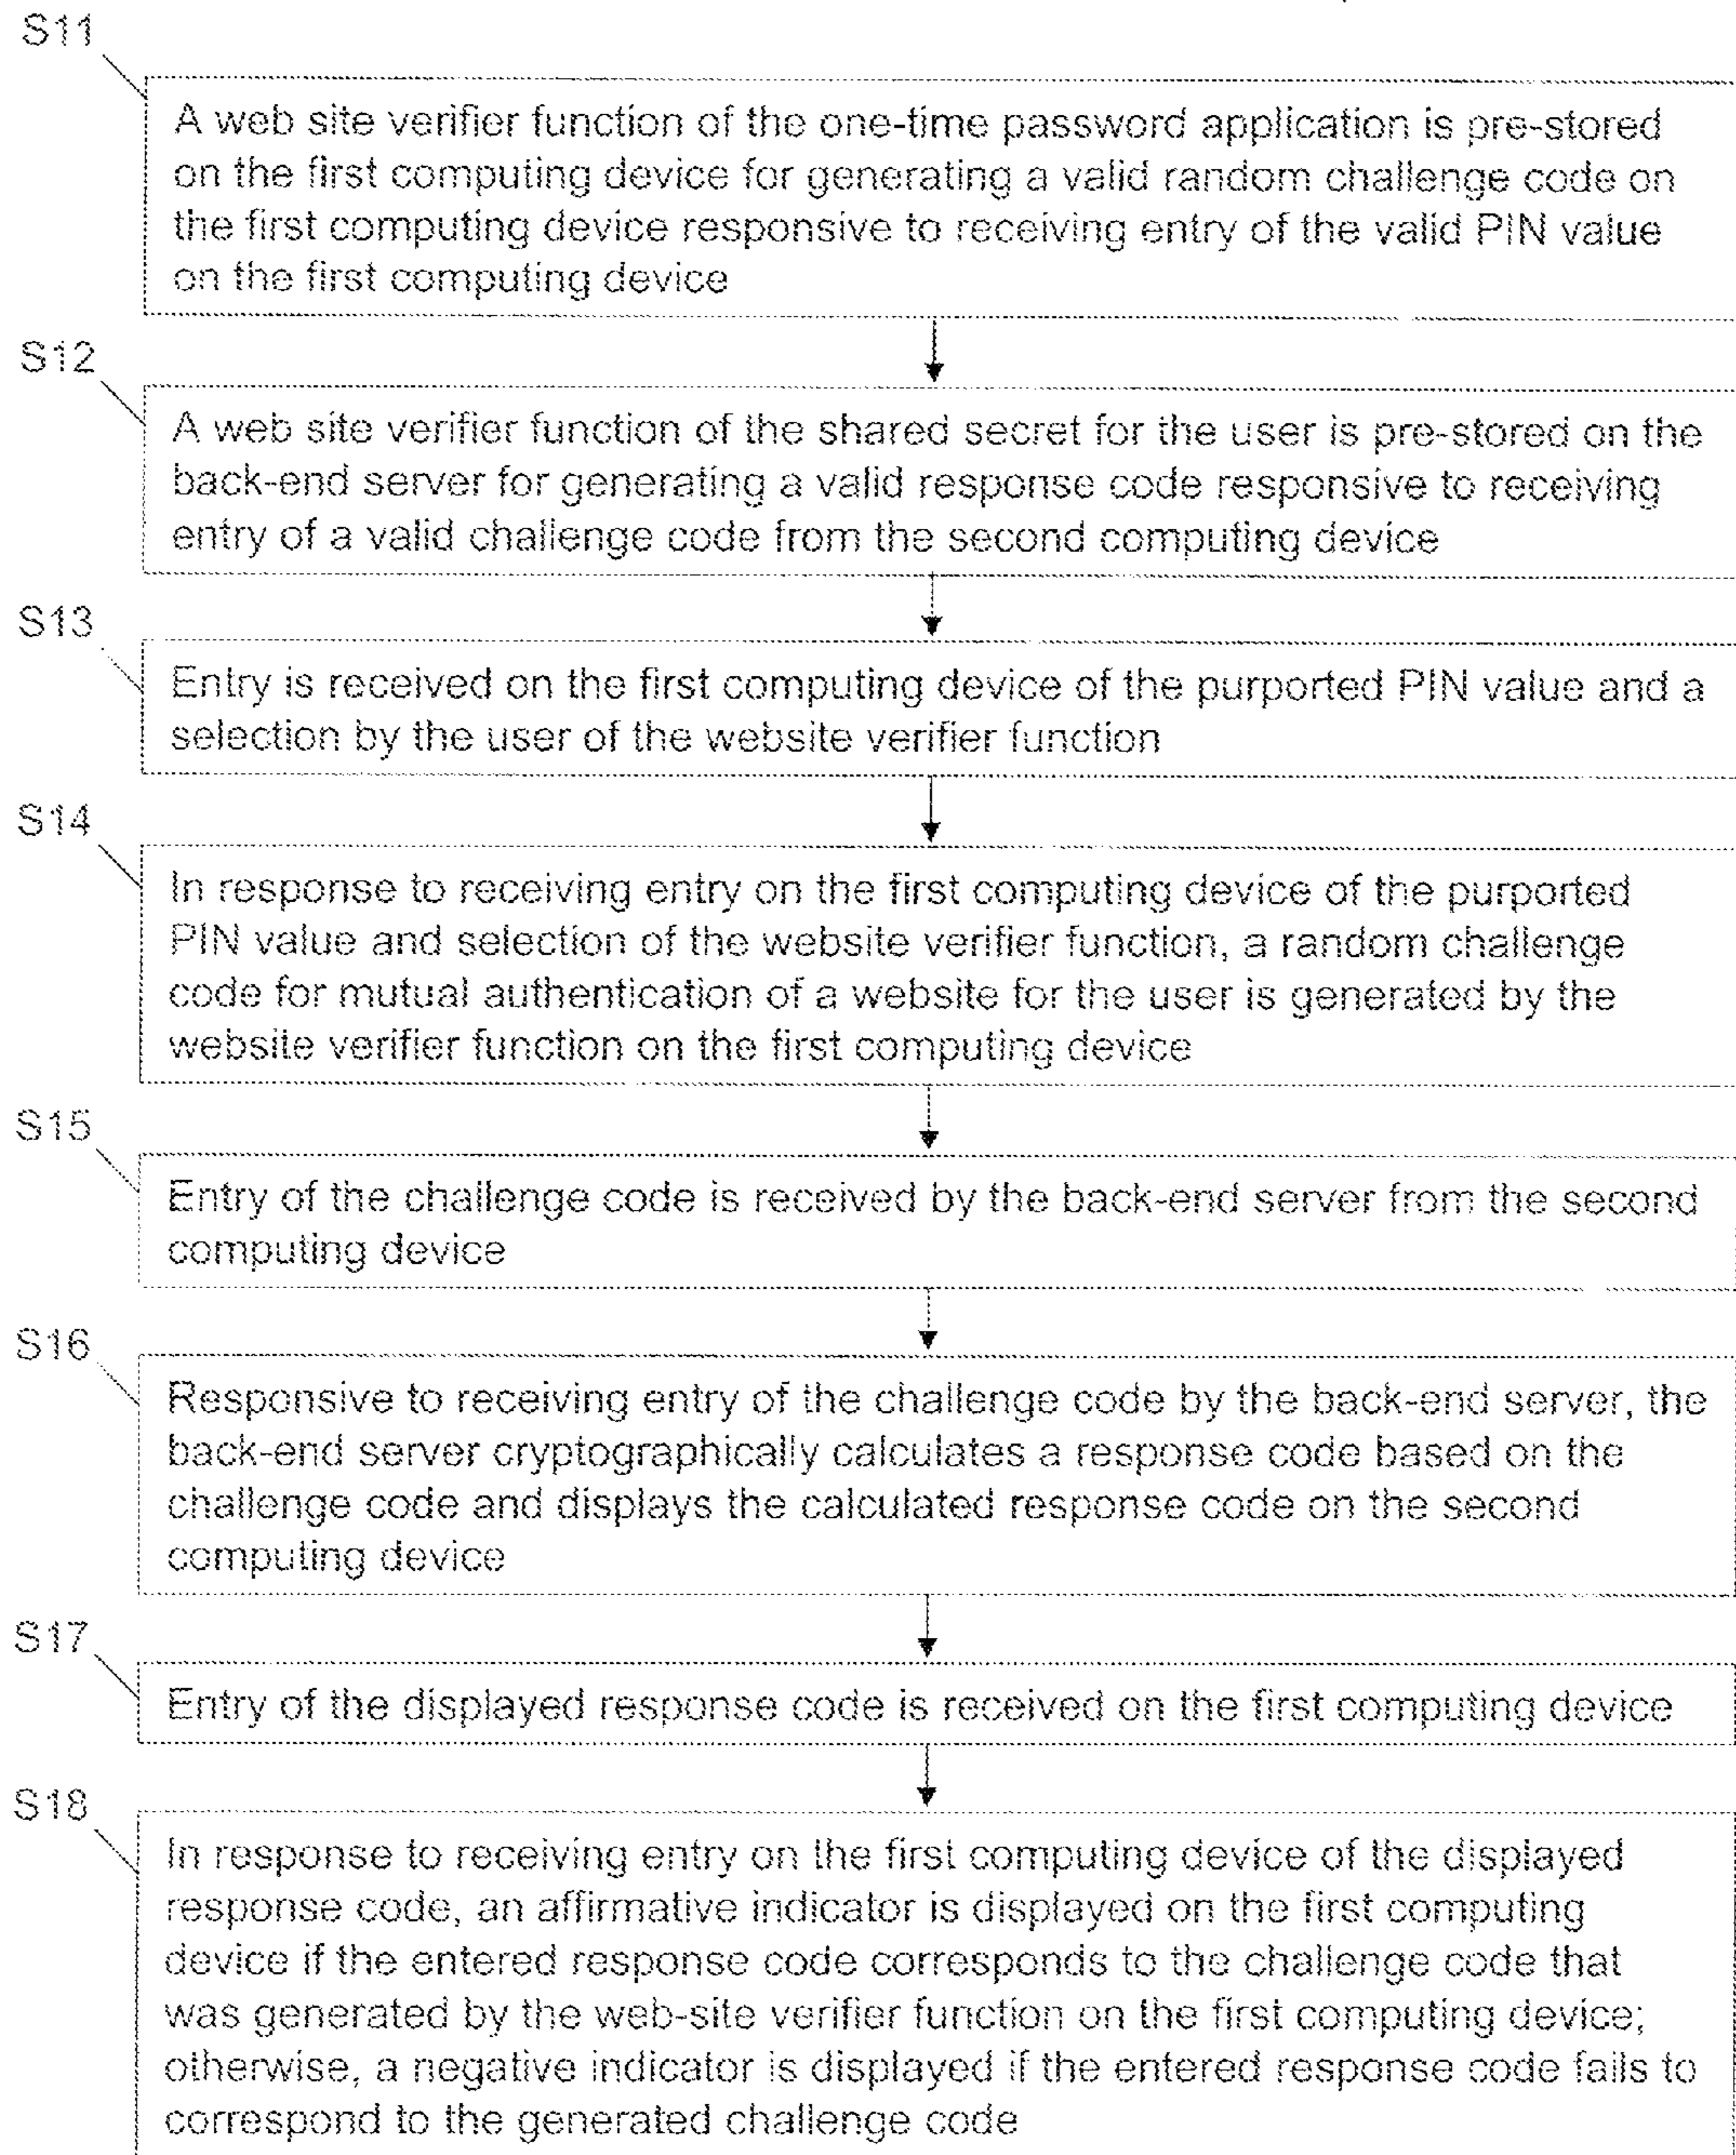 S11
A web site verifier function of the one-time password application is pre-stored
on the first computing device for generating a valid random challenge code on
the first computing device responsive to receiving entry of the valid PIN value
on the first computing device
S12
A web site verifier function of the shared secret for the user is pre-stored on the
back-end server for generating a valid response code responsive to receiving
entry of a valid challenge code from the second computing device
S13
Entry is received on the first computing device of the purported PIN value and a
selection by the user of the website verifier function
S14
In response to receiving entry on the first computing device of the purported
PIN value and selection of the website verifier function, a random challenge
code for mutual authentication of a website for the user is generated by the
website verifier function on the first computing device
S15
Entry of the challenge code is received by the back-end server from the second
computing device
S16
Responsive to receiving entry of the challenge code by the back-end server, the
back-end server cryptographically calculates a response code based on the
challenge code and displays the calculated response code on the second
computing device
S17
Entry of the displayed response code is received on the first computing device
S18
In response to receiving entry on the first computing device of the displayed
response code, an affirmative indicator is displayed on the first computing
device if the entered response code corresponds to the challenge code that
was generated by the web-site verifier function on the first computing device;
otherwise, a negative indicator is displayed if the entered response code fails to
correspond to the generated challenge code